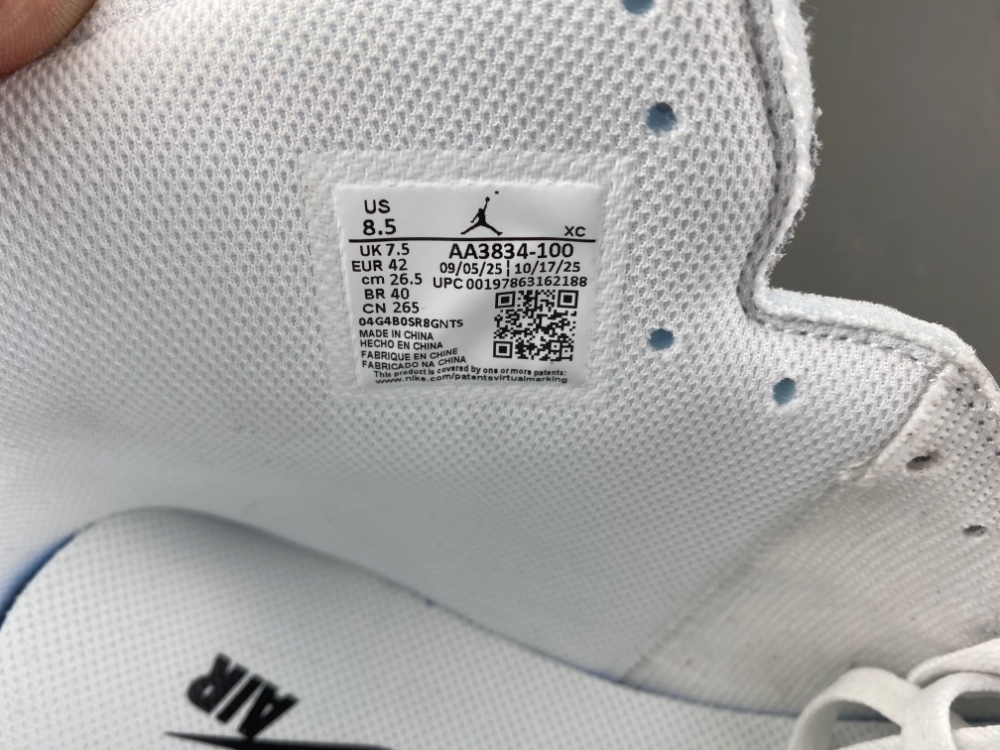 US
8.5
XC
UK 7.5
EUR 42
cm 26.5
BR 40
CN 265
AA3834-100
09/05/25 | 10/17/25
UPC 00197863162188
04G4B0SR8GNTS
MADE IN CHINA
HECHO EN CHINA
FABRIQUE EN CHINE
FABRICADO NA CHINA
This product is covered by one or more patents:
www.nike.com/patentsvirtualmarking
AIR